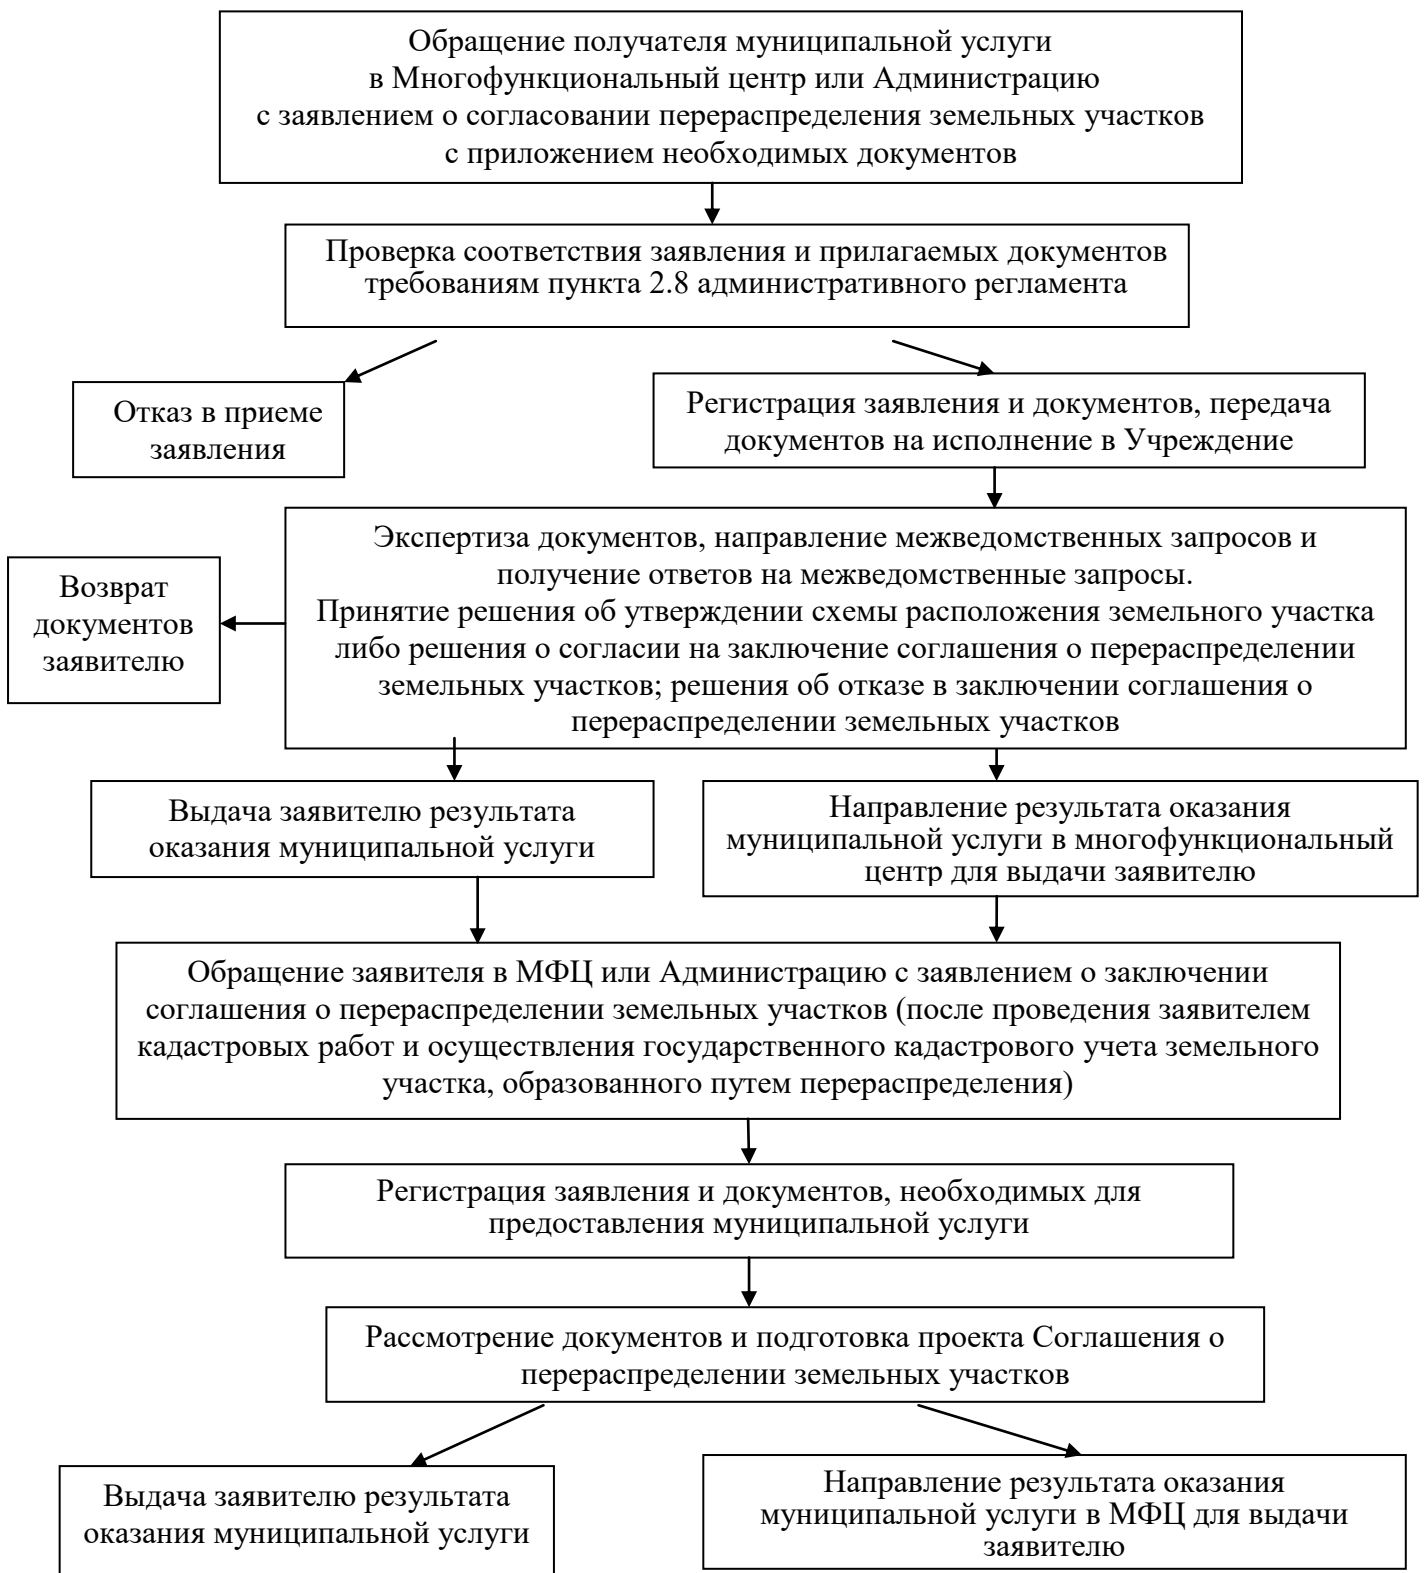 Обращение получателя муниципальной услуги
в Многофункциональный центр или Администрацию
с заявлением о согласовании перераспределения земельных участков
с приложением необходимых документов
Проверка соответствия заявления и прилагаемых документов
требованиям пункта 2.8 административного регламента
Отказ в приеме
заявления
Регистрация заявления и документов, передача
документов на исполнение в Учреждение
Экспертиза документов, направление межведомственных запросов и
получение ответов на межведомственные запросы.
Принятие решения об утверждении схемы расположения земельного участка
либо решения о согласии на заключение соглашения о перераспределении
земельных участков; решения об отказе в заключении соглашения о
перераспределении земельных участков
Возврат
документов
заявителю
Выдача заявителю результата
оказания муниципальной услуги
Направление результата оказания
муниципальной услуги в многофункциональный
центр для выдачи заявителю
Обращение заявителя в МФЦ или Администрацию с заявлением о заключении
соглашения о перераспределении земельных участков (после проведения заявителем
кадастровых работ и осуществления государственного кадастрового учета земельного
участка, образованного путем перераспределения)
Регистрация заявления и документов, необходимых для
предоставления муниципальной услуги
Рассмотрение документов и подготовка проекта Соглашения о
перераспределении земельных участков
Выдача заявителю результата
оказания муниципальной услуги
Направление результата оказания
муниципальной услуги в МФЦ для выдачи
заявителю